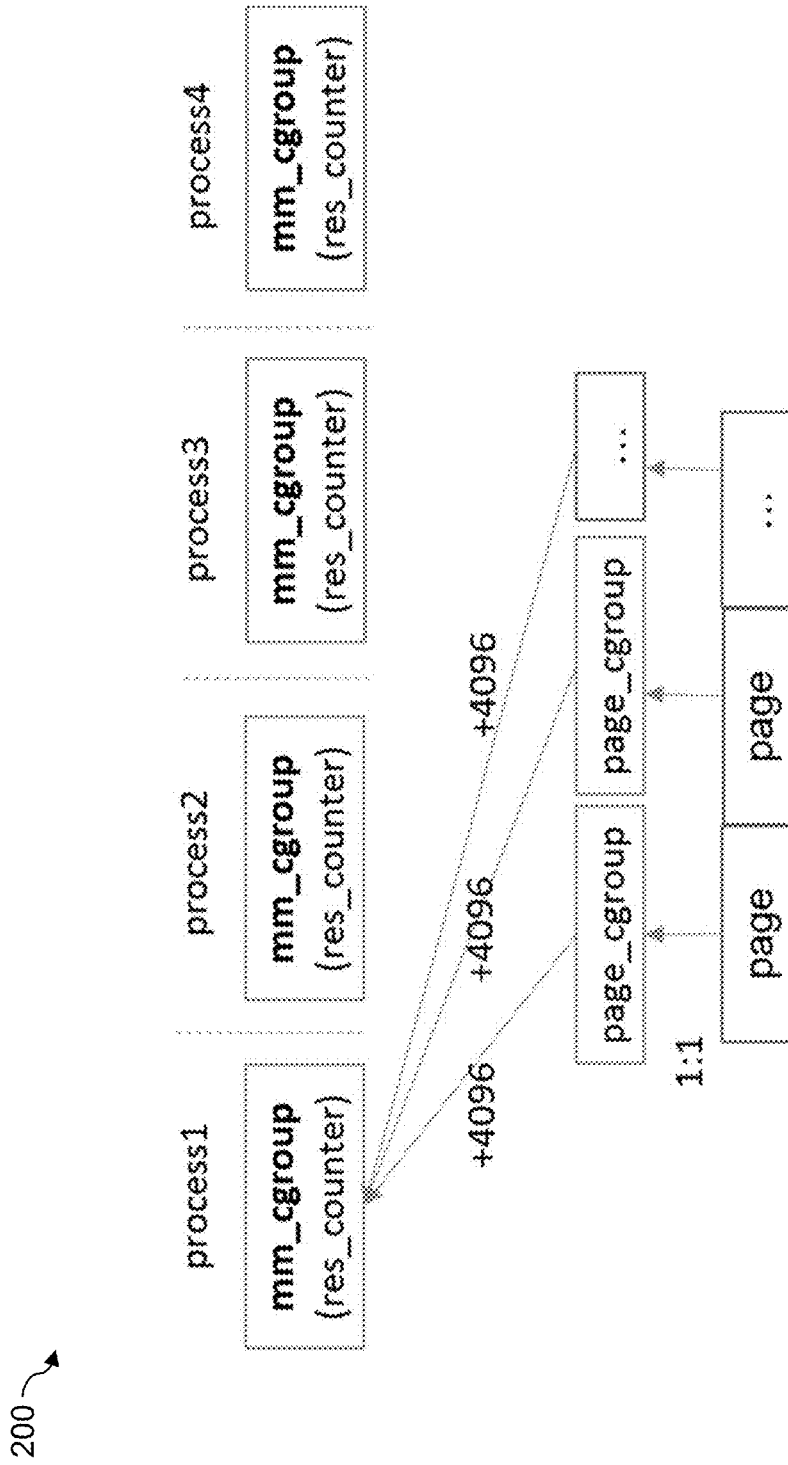 200
process1 process2 process3 process4
mm_cgroup mm_cgroup mm_cgroup mm_cgroup
(res_counter) (res_counter) (res_counter) (res_counter)
+4096 +4096 +4096
page_cgroup page_cgroup ...
1:1
page page ...